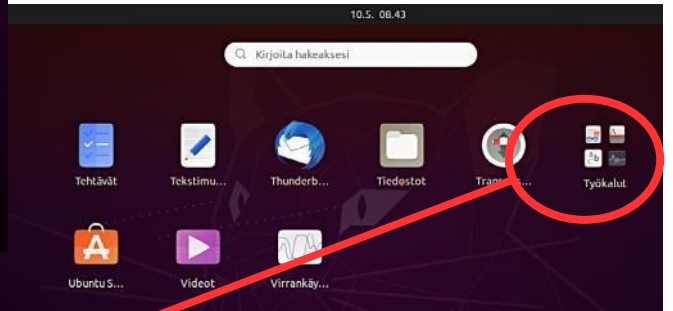 10.5. 08.43
Kirjoita hakeaksesi
Tehtävät
Tekstimu...
Thunderb...
Tiedostot
Työkalut
Ubuntu S...
Videot
Virrankäy...